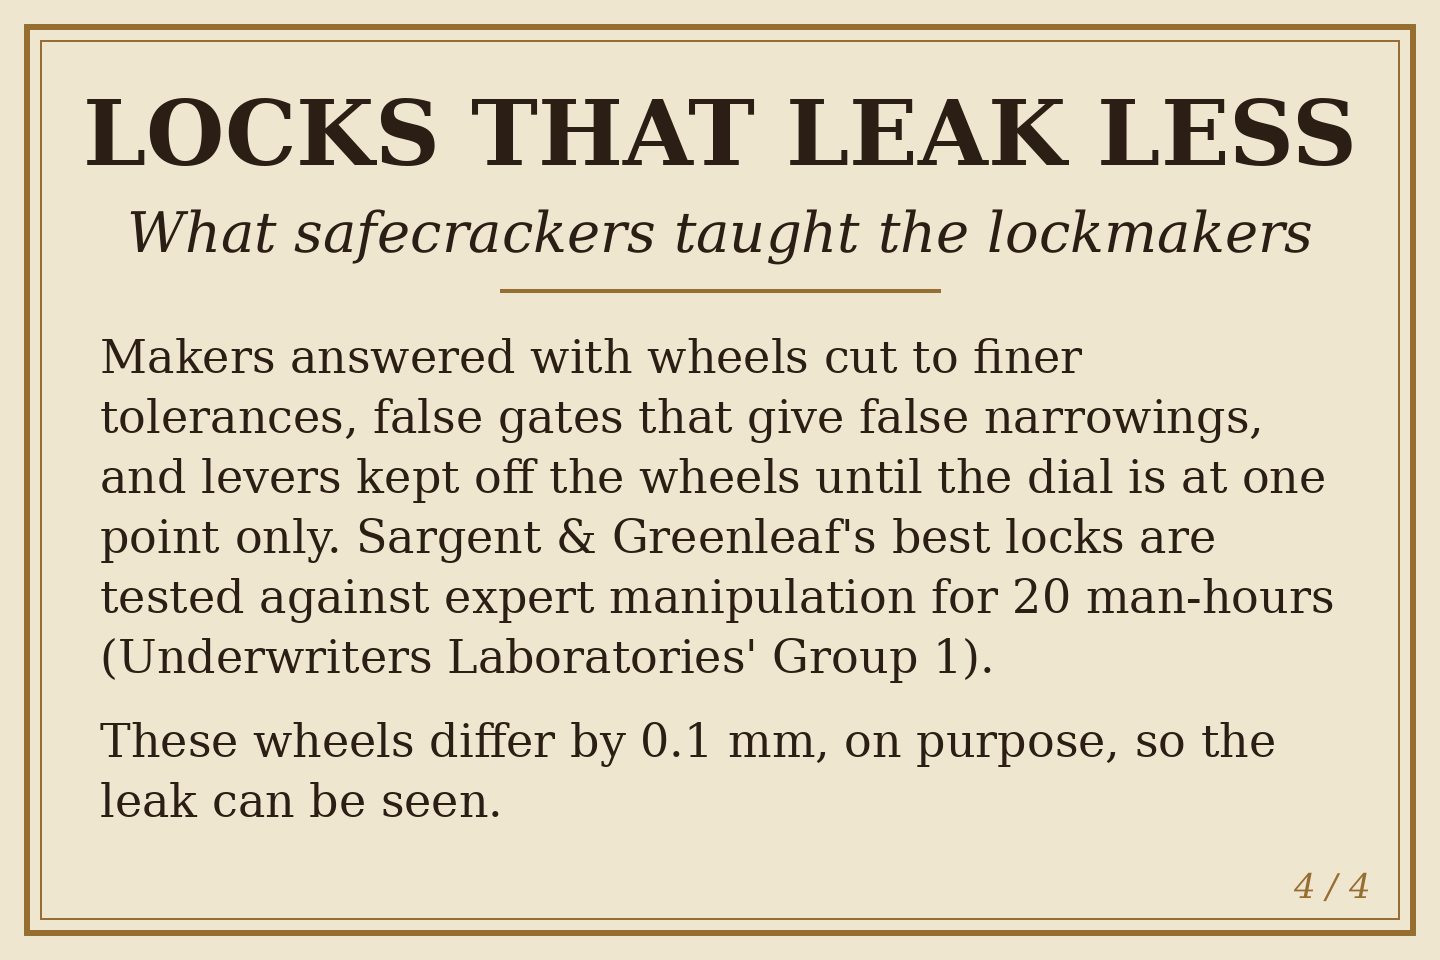 LOCKS THAT LEAK LESS
What safecrackers taught the lockmakers
Makers answered with wheels cut to finer
tolerances, false gates that give false narrowings,
and levers kept off the wheels until the dial is at one
point only. Sargent & Greenleaf's best locks are
tested against expert manipulation for 20 man-hours
(Underwriters Laboratories' Group 1).
These wheels differ by 0.1 mm, on purpose, so the
leak can be seen.
4 / 4